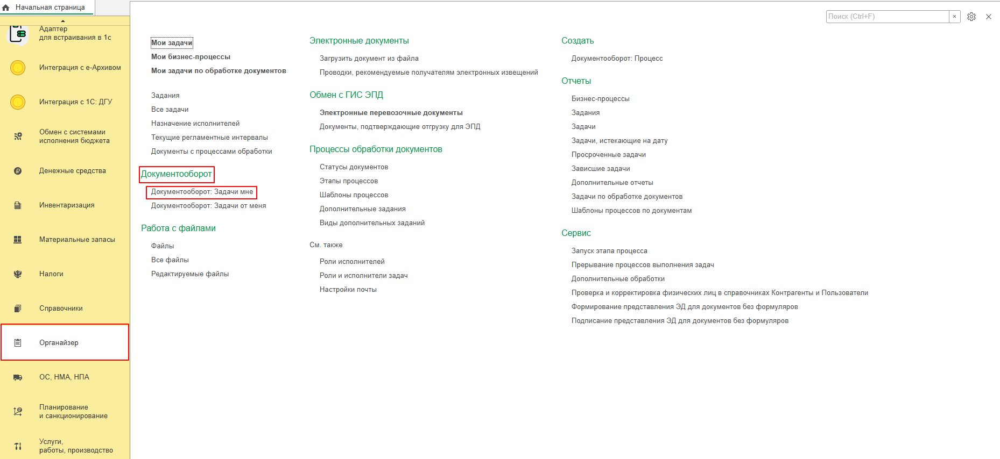 Начальная страница
Поиск (Ctrl+F)
Адаптер
для встраивания в 1с
Интеграция с е-Архивом
Интеграция с 1С: ДГУ
Обмен с системами
исполнения бюджета
Денежные средства
Инвентаризация
Материальные запасы
Налоги
Справочники
Органайзер
ОС, НМА, НПА
Планирование
и санкционирование
Услуги,
работы, производство
Мои задачи
Мои бизнес-процессы
Мои задачи по обработке документов
Задания
Все задачи
Назначение исполнителей
Текущие регламентные интервалы
Документы с процессами обработки
Документооборот
Документооборот: Задачи мне
Документооборот: Задачи от меня
Работа с файлами
Файлы
Все файлы
Редактируемые файлы
Электронные документы
Загрузить документ из файла
Проводки, рекомендуемые получателям электронных извещений
Обмен с ГИС ЭПД
Электронные перевозочные документы
Документы, подтверждающие отгрузку для ЭПД
Процессы обработки документов
Статусы документов
Этапы процессов
Шаблоны процессов
Дополнительные задания
Виды дополнительных заданий
См. также
Роли исполнителей
Роли и исполнители задач
Настройки почты
Создать
Документооборот: Процесс
Отчеты
Бизнес-процессы
Задания
Задачи
Задачи, истекающие на дату
Просроченные задачи
Зависшие задачи
Дополнительные отчеты
Задачи по обработке документов
Шаблоны процессов по документам
Сервис
Запуск этапа процесса
Прерывание процессов выполнения задач
Дополнительные обработки
Проверка и корректировка физических лиц в справочниках Контрагенты и Пользователи
Формирование представления ЭД для документов без формуляров
Подписание представления ЭД для документов без формуляров